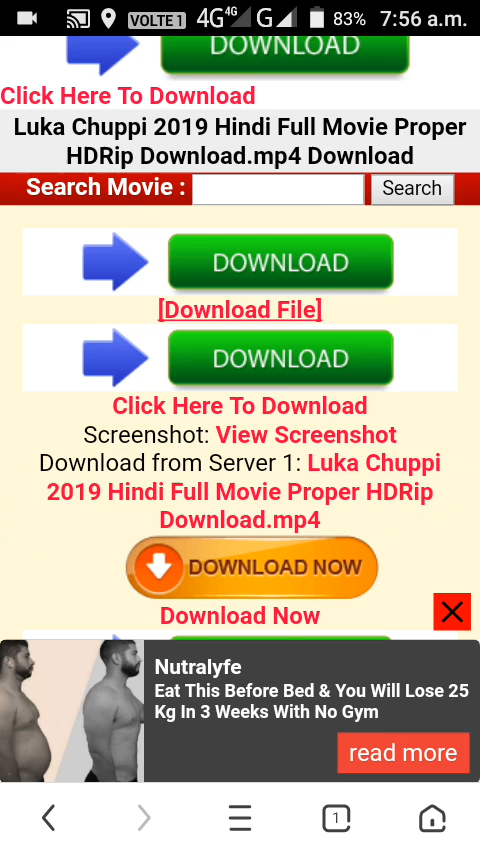 VOLTE 1 4G 4G G 83% 7:56 a.m.
DOWNLOAD
Click Here To Download
Luka Chuppi 2019 Hindi Full Movie Proper
HDRip Download.mp4 Download
Search Movie : Search
DOWNLOAD
[Download File]
DOWNLOAD
Click Here To Download
Screenshot: View Screenshot
Download from Server 1: Luka Chuppi
2019 Hindi Full Movie Proper HDRip
Download.mp4
DOWNLOAD NOW
Download Now
Nutralyfe
Eat This Before Bed & You Will Lose 25
Kg In 3 Weeks With No Gym
read more
1